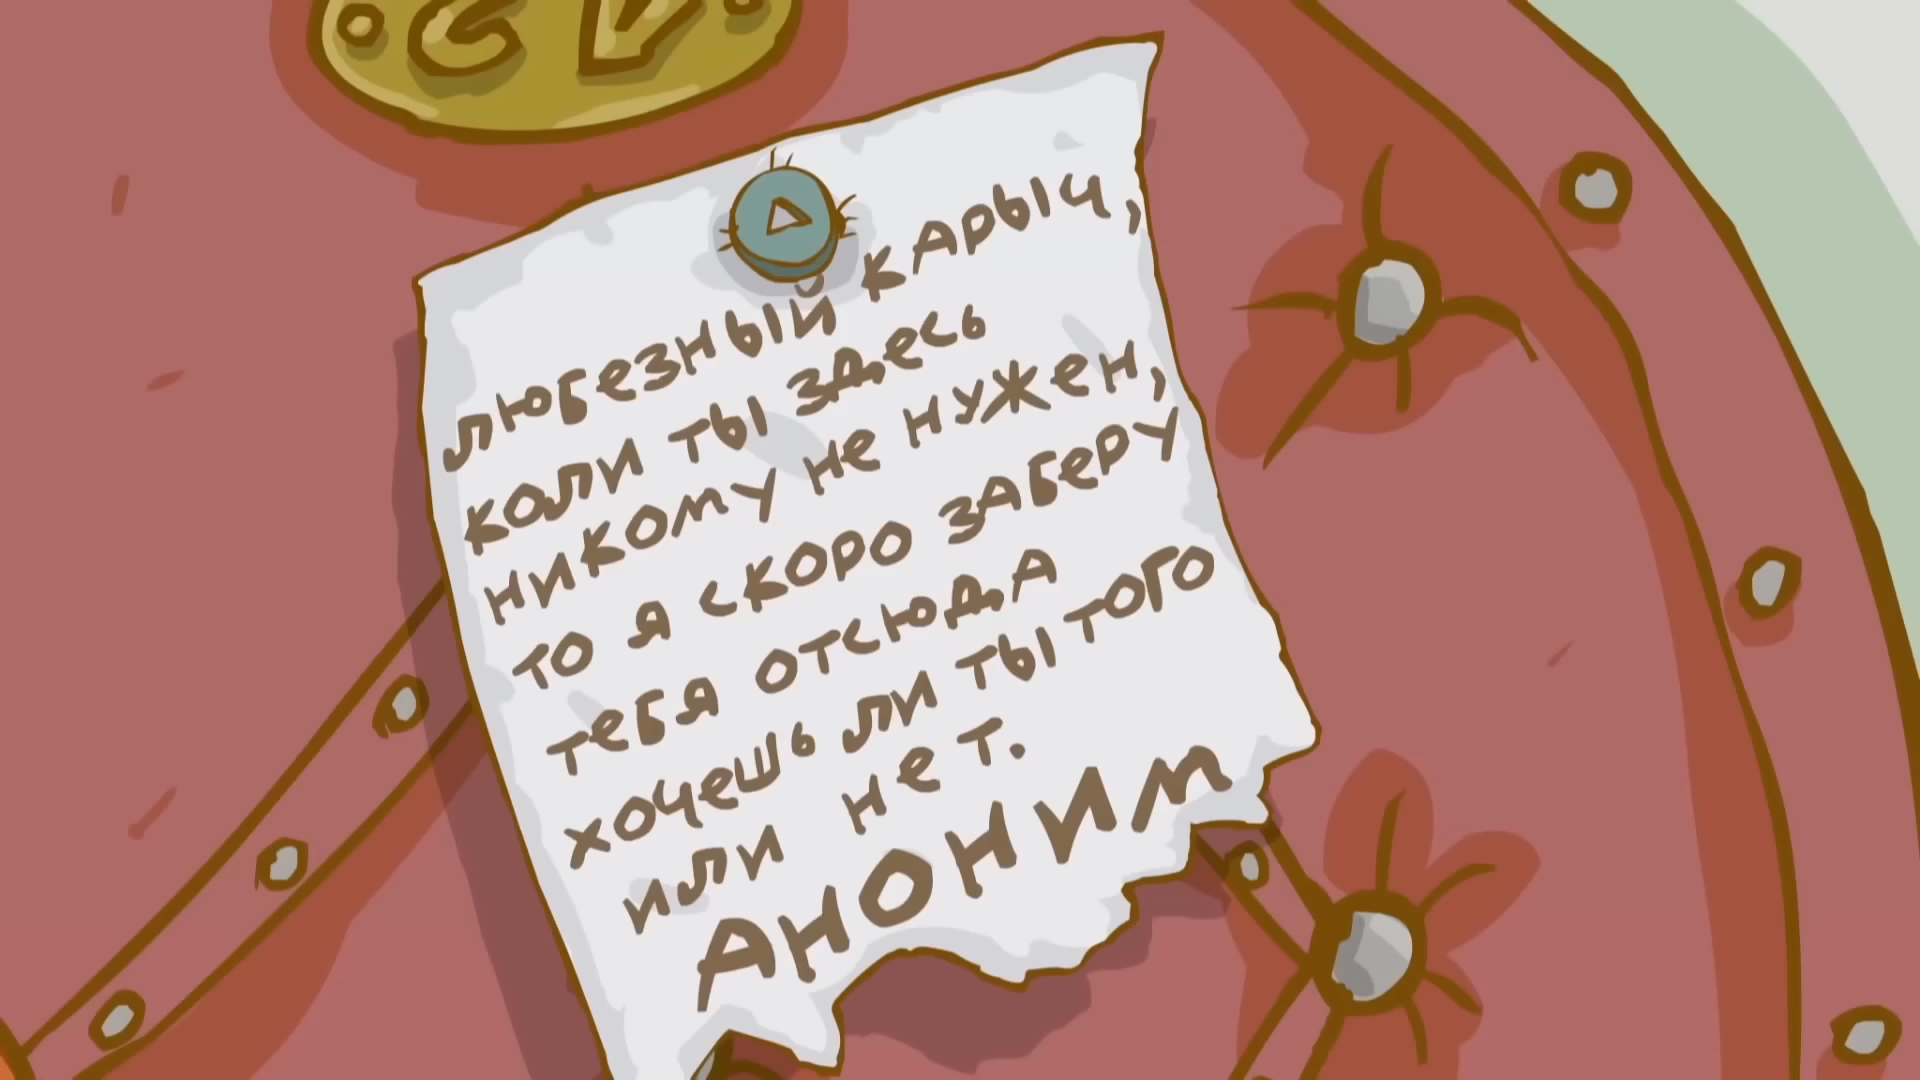 ЛЮБЕЗНЫЙ КАРЫЧ,
КОЛИ ТЫ ЗДЕСЬ
НИКОМУ НЕ НУЖЕН,
ТО Я СКОРО ЗАБЕРУ
ТЕБЯ ОТСЮДА
ХОЧЕШЬ ЛИ ТЫ ТОГО
ИЛИ НЕТ.
АНОНИМ